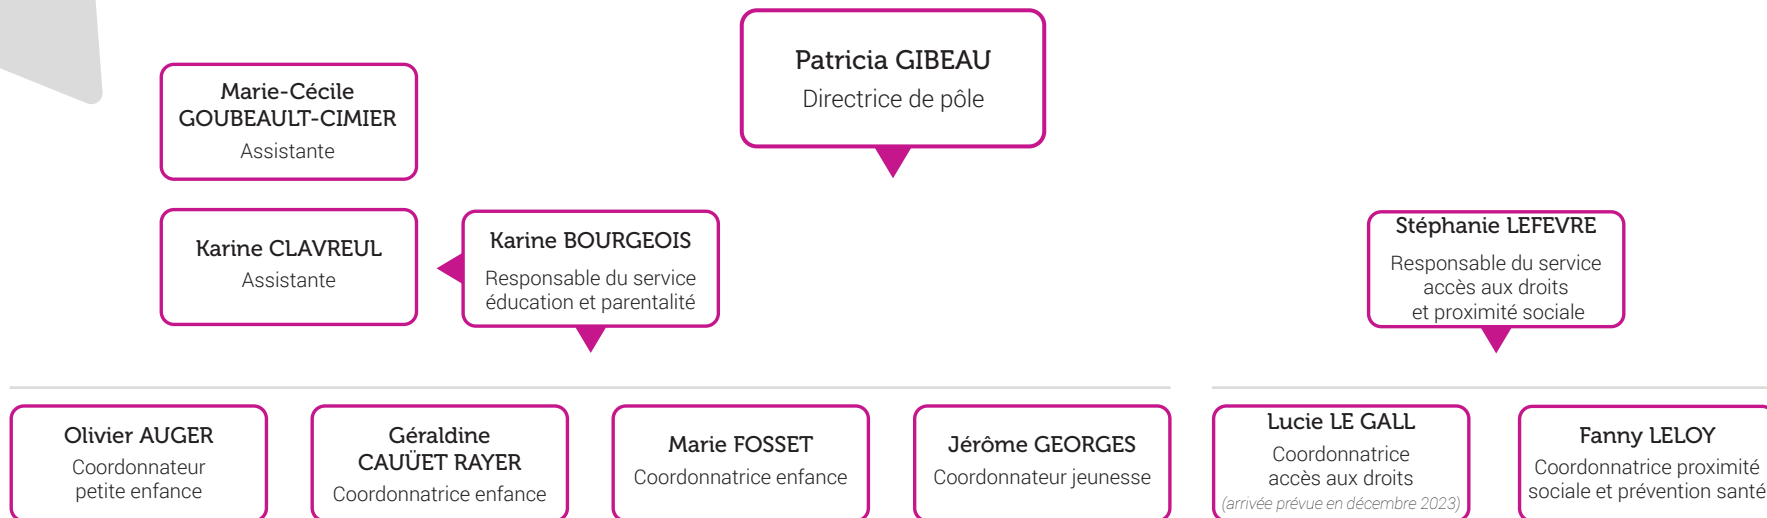 Patricia GIBEAU
Directrice de pôle
Marie-Cécile
GOUBEAULT-CIMIER
Assistante
Karine CLAVREUL
Assistante
Karine BOURGEOIS
Responsable du service
éducation et parentalité
Stéphanie LEFEVRE
Responsable du service
accès aux droits
et proximité sociale
Olivier AUGER
Coordonnateur
petite enfance
Géraldine
CAUÜET RAYER
Coordonnatrice enfance
Marie FOSSET
Coordonnatrice enfance
Jérôme GEORGES
Coordonnateur jeunesse
Lucie LE GALL
Coordonnatrice
accès aux droits
(arrivée prévue en décembre 2023)
Fanny LELOY
Coordonnatrice proximité
sociale et prévention santé